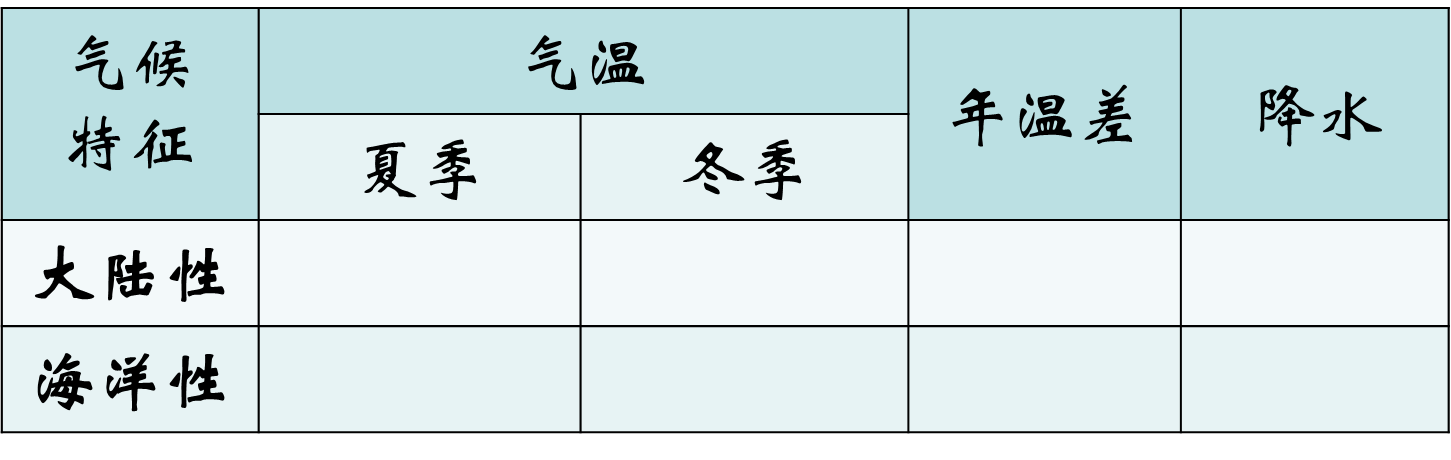 气候
特征
气温
年温差
降水
夏季
冬季
大陆性
海洋性